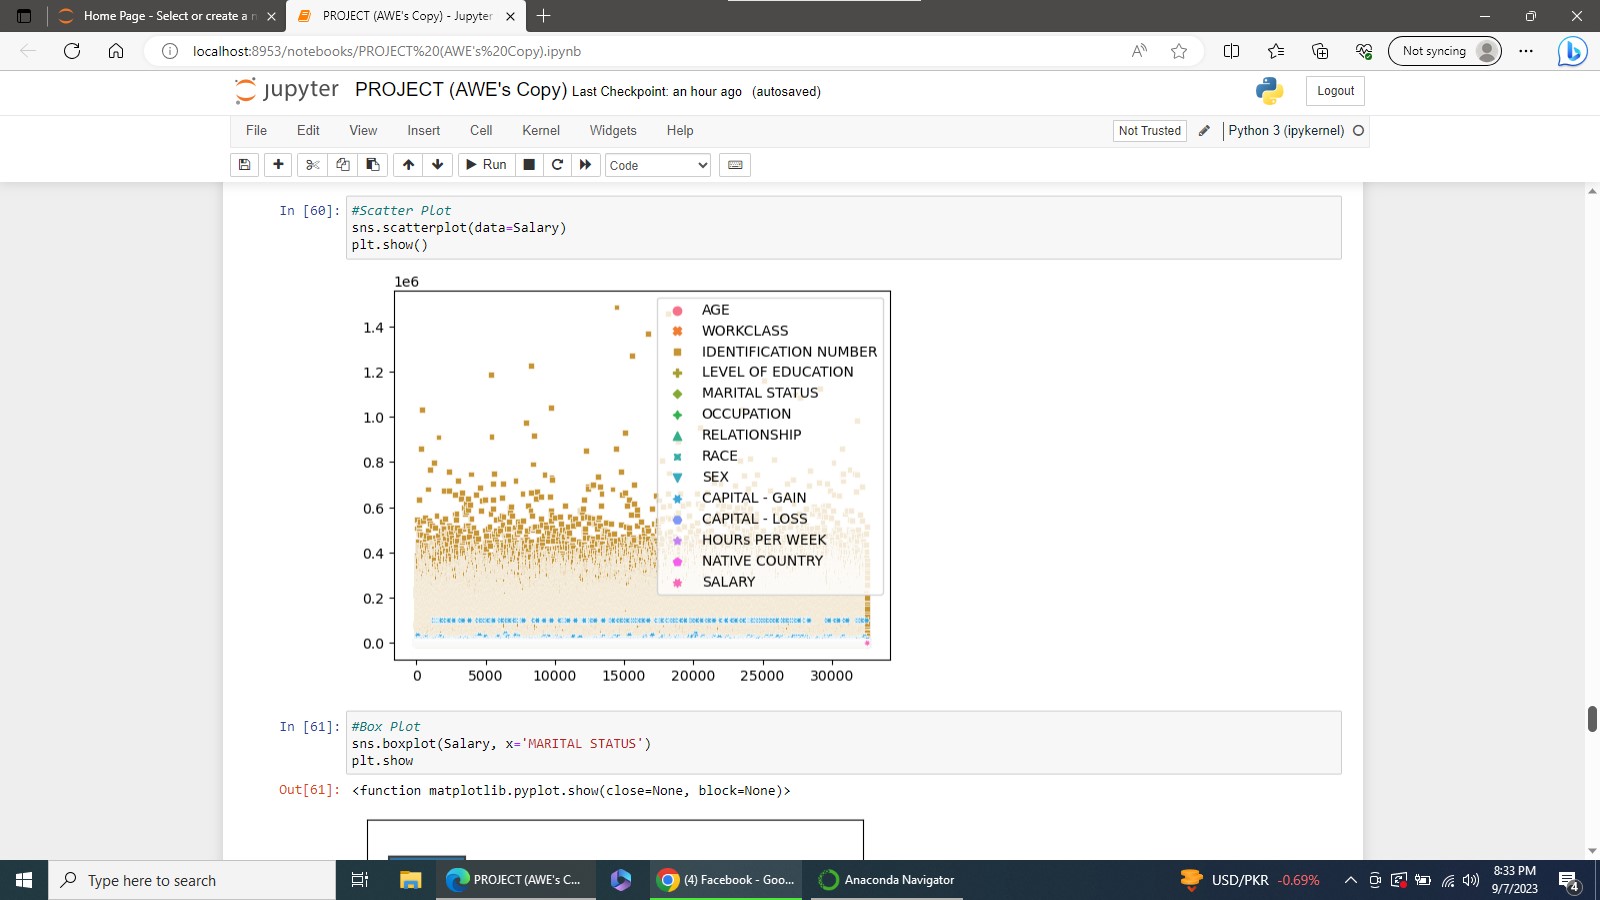 Home Page - Select or create a n
PROJECT (AWE's Copy) - Jupyter
localhost:8953/notebooks/PROJECT%20(AWE's%20Copy).ipynb
Not syncing
jupyter PROJECT (AWE's Copy) Last Checkpoint: an hour ago (autosaved)
Logout
File Edit View Insert Cell Kernel Widgets Help
Not Trusted
Python 3 (ipykernel)
Run
Code
In [60]:
#Scatter Plot
sns.scatterplot(data=Salary)
plt.show()
1e6
1.4
1.2
1.0
0.8
0.6
0.4
0.2
0.0
AGE
WORKCLASS
IDENTIFICATION NUMBER
LEVEL OF EDUCATION
MARITAL STATUS
OCCUPATION
RELATIONSHIP
RACE
SEX
CAPITAL - GAIN
CAPITAL - LOSS
HOURs PER WEEK
NATIVE COUNTRY
SALARY
0 5000 10000 15000 20000 25000 30000
In [61]:
#Box Plot
sns.boxplot(Salary, x='MARITAL STATUS')
plt.show
Out[61]: <function matplotlib.pyplot.show(close=None, block=None)>
Type here to search
PROJECT (AWE's C...
(4) Facebook - Goo...
Anaconda Navigator
USD/PKR -0.69%
8:33 PM
9/7/2023
4